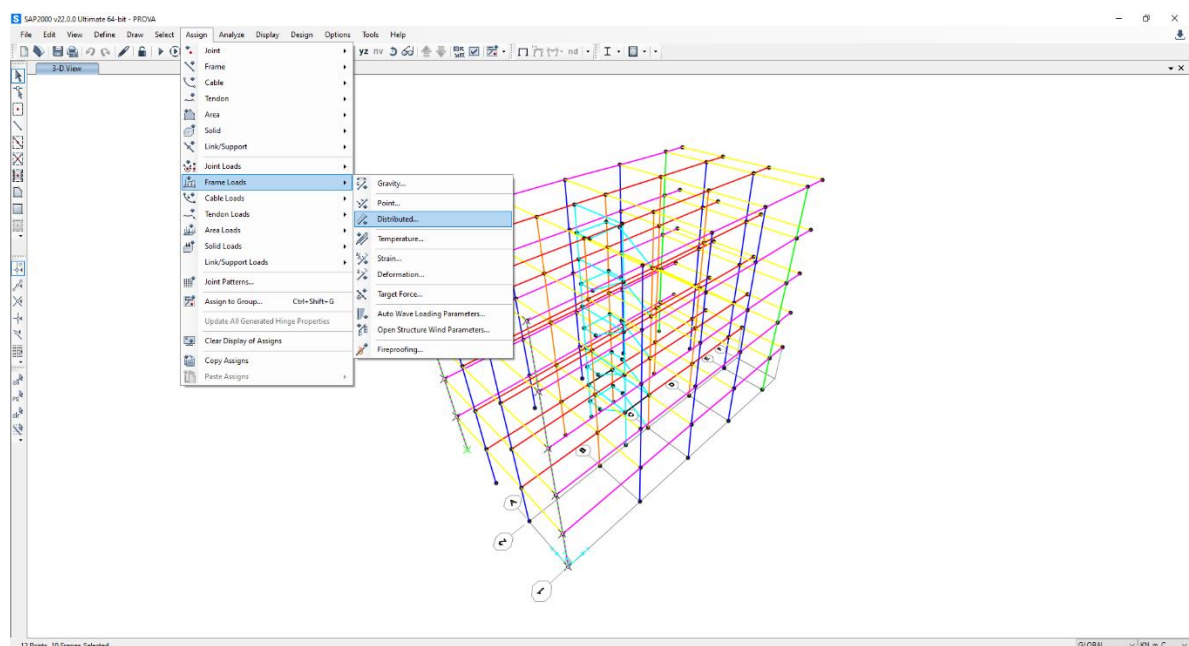 SAP2000 v22.0.0 Ultimate 64-bit - PROVA
File Edit View Define Draw Select Assign Analyze Display Design Options Tools Help
yz nv nd
3-D View
Joint
Frame
Cable
Tendon
Area
Solid
Link/Support
Joint Loads
Frame Loads
Cable Loads
Tendon Loads
Area Loads
Solid Loads
Link/Support Loads
Joint Patterns...
Assign to Group... Ctrl+Shift+G
Update All Generated Hinge Properties
Clear Display of Assigns
Copy Assigns
Paste Assigns
Gravity...
Point...
Distributed...
Temperature...
Strain...
Deformation...
Target Force...
Auto Wave Loading Parameters...
Open Structure Wind Parameters...
Fireproofing...
12 Points, 10 Frames Selected
GLOBAL KN, m, C